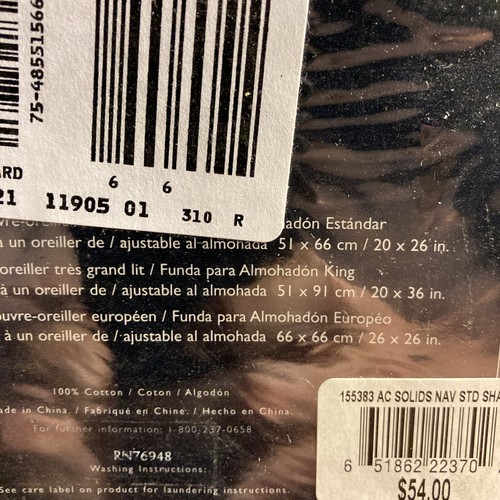 75-48551566
ARD
21 11905 01 310 R
6 6
adón Estándar
à un oreiller de / ajustable al almohada 51 x 66 cm / 20 x 26 in.
oreiller très grand lit / Funda para Almohadón King
à un oreiller de / ajustable al almohada 51 x 91 cm / 20 x 36 in.
ouvre-oreiller européen / Funda para Almohadón Eùropéo
à un oreiller de / ajustable al almohada 66 x 66 cm / 26 x 26 in.
100% Cotton / Coton / Algodón
ade in China. / Fabriqué en Chine. / Hecho en China.
For further information: 1-800-237-0658
RN76948
Washing Instructions:
See care label on product for laundering instructions.
155383 AC SOLIDS NAV STD SHA
6 51862 22370
$54.00